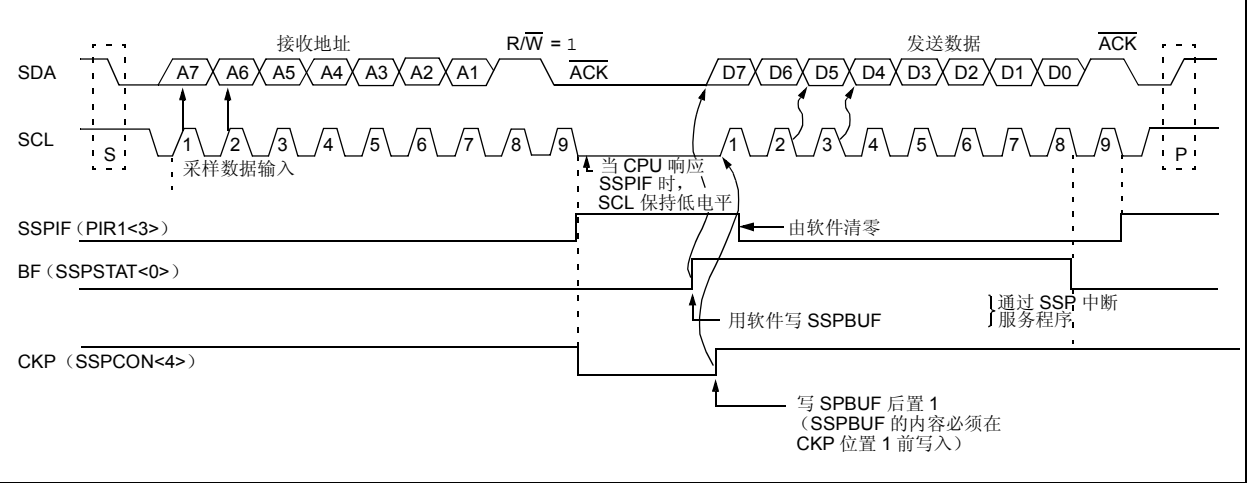 接收地址 R/W = 1 发送数据 ACK
SDA A7 A6 A5 A4 A3 A2 A1 ACK D7 D6 D5 D4 D3 D2 D1 D0
SCL S 1 2 3 4 5 6 7 8 9 1 2 3 4 5 6 7 8 9 P
采样数据输入
当 CPU 响应
SSPIF 时，
SCL 保持低电平
SSPIF（PIR1<3>）
由软件清零
BF（SSPSTAT<0>）
用软件写 SSPBUF
通过 SSP 中断
服务程序
CKP（SSPCON<4>）
写 SPBUF 后置 1
（SSPBUF 的内容必须在
CKP 位置 1 前写入）